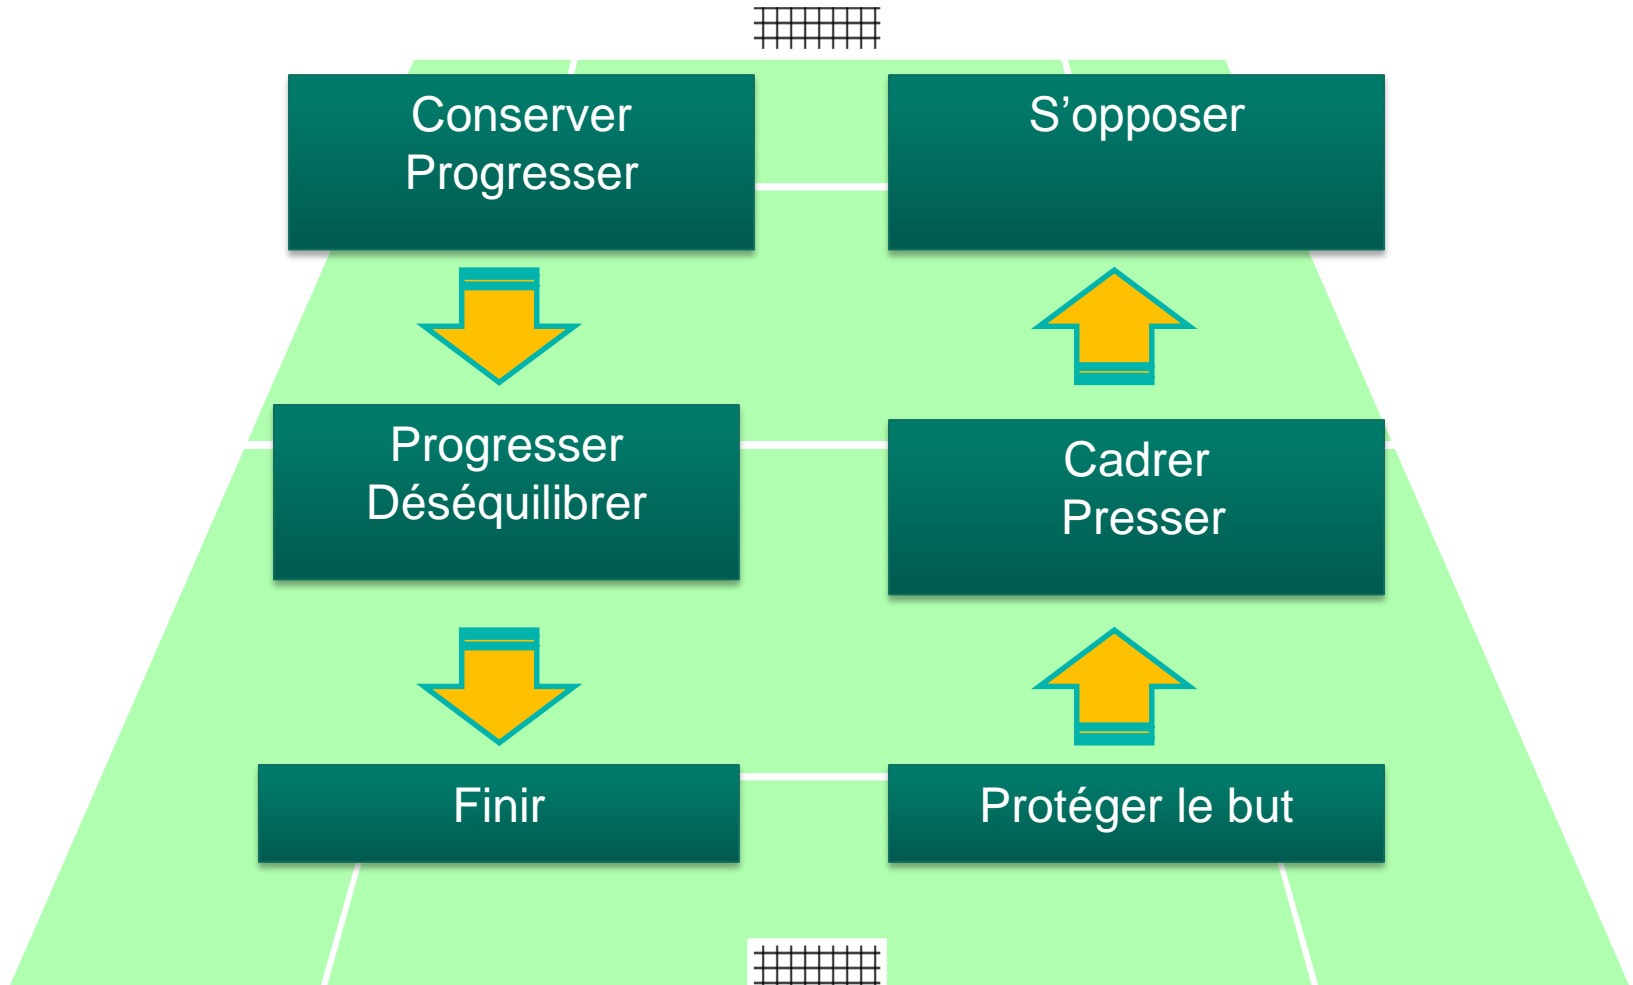 Conserver
Progresser
S’opposer
Progresser
Déséquilibrer
Cadrer
Presser
Finir
Protéger le but